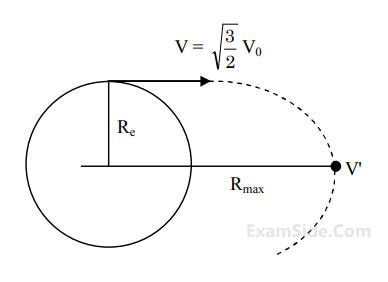 V = √(3/2) V₀
Rₑ
V'
Rₘₐₓ
ExamSide.Com